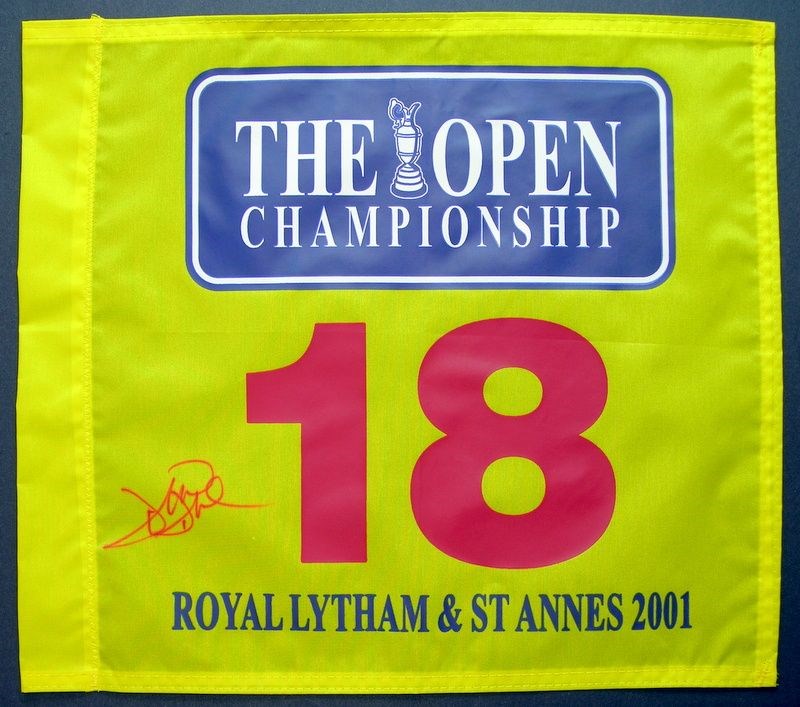 THE OPEN
CHAMPIONSHIP
18
ROYAL LYTHAM & ST ANNES 2001